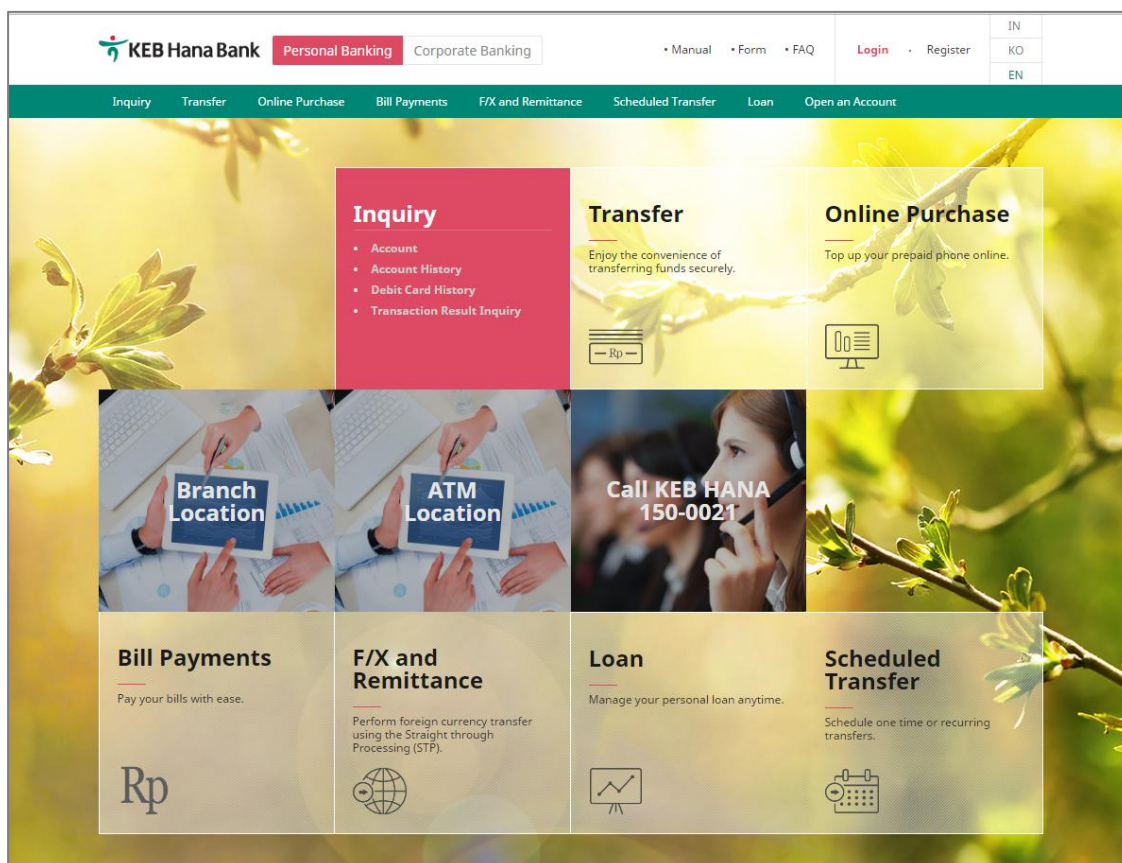 KEB Hana Bank
Personal Banking
Corporate Banking
• Manual • Form • FAQ
Login · Register
IN
KO
EN
Inquiry Transfer Online Purchase Bill Payments F/X and Remittance Scheduled Transfer Loan Open an Account
Inquiry
• Account
• Account History
• Debit Card History
• Transaction Result Inquiry
Transfer
Enjoy the convenience of
transferring funds securely.
Rp
Online Purchase
Top up your prepaid phone online.
Branch
Location
ATM
Location
Call KEB HANA
150-0021
Bill Payments
Pay your bills with ease.
Rp
F/X and
Remittance
Perform foreign currency transfer
using the Straight through
Processing (STP).
Loan
Manage your personal loan anytime.
Scheduled
Transfer
Schedule one time or recurring
transfers.